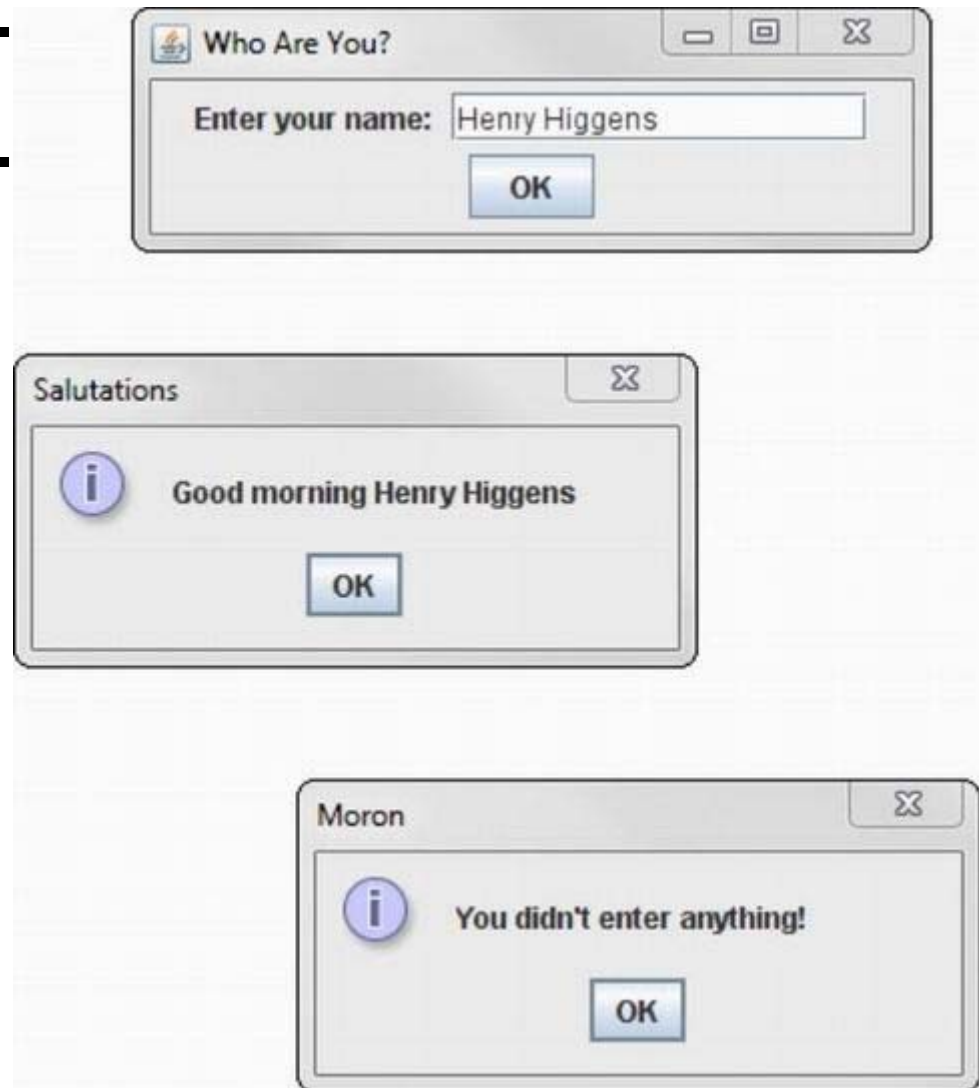 Who Are You?
Enter your name: Henry Higgens
OK
Salutations
i
Good morning Henry Higgens
OK
Moron
i
You didn't enter anything!
OK